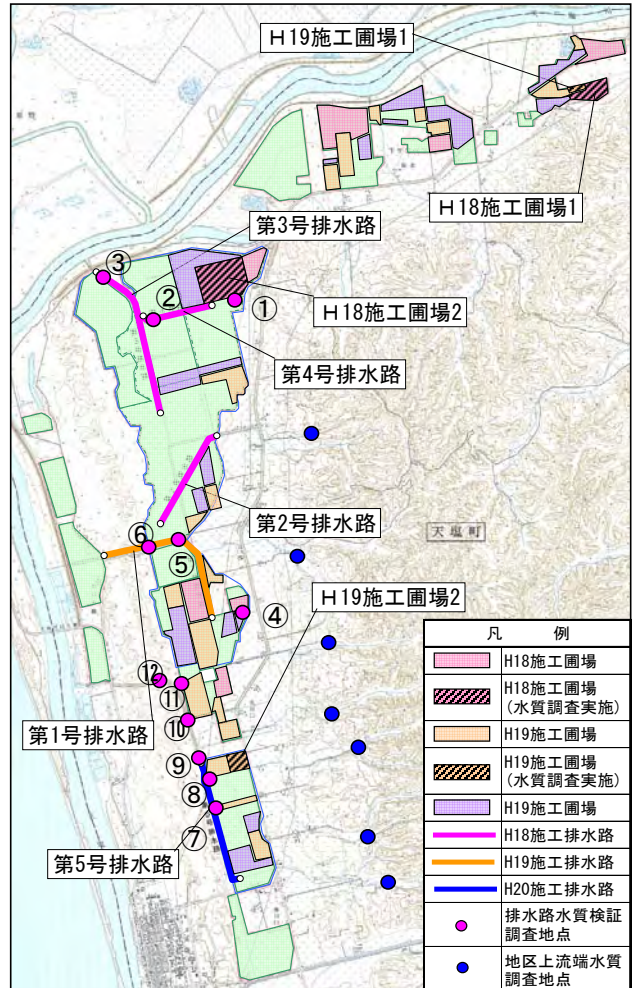 H19施工圃場1
H18施工圃場1
第3号排水路
③
②
①
H18施工圃場2
第4号排水路
第2号排水路
天塩町
⑥
⑤
H19施工圃場2
④
⑫
⑪
⑩
第1号排水路
⑨
⑧
⑦
第5号排水路
凡 例
H18施工圃場
H18施工圃場
(水質調査実施)
H19施工圃場
H19施工圃場
(水質調査実施)
H19施工圃場
H18施工排水路
H19施工排水路
H20施工排水路
排水路水質検証
調査地点
地区上流端水質
調査地点